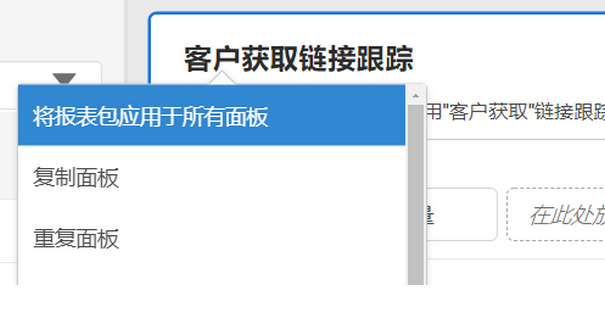 客户获取链接跟踪
将报表包应用于所有面板
用"客户获取"链接跟踪
复制面板
量
在此处放
重复面板